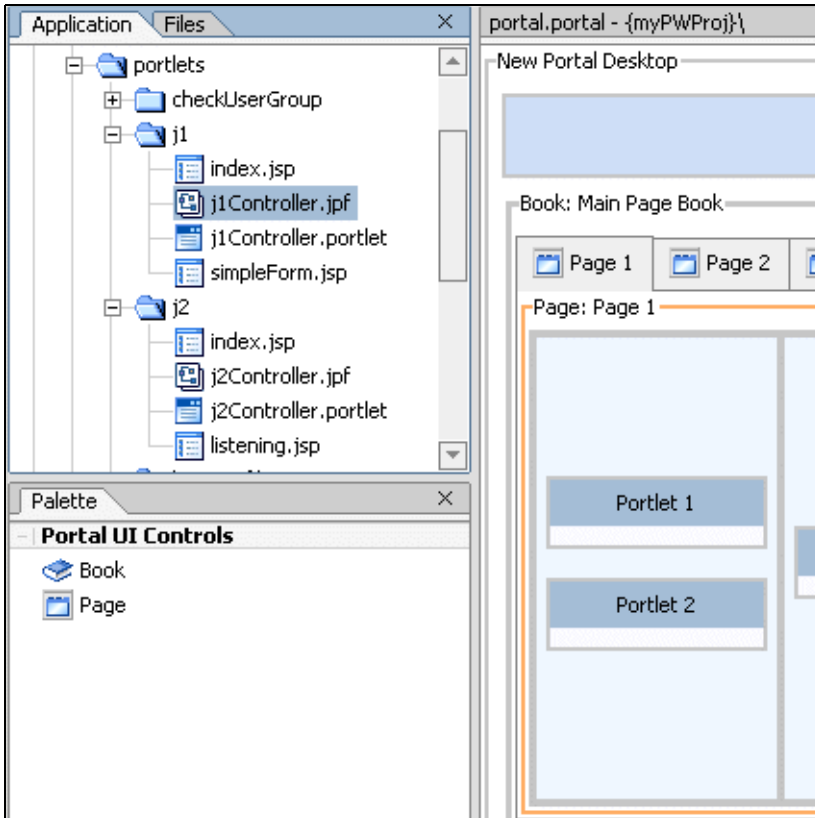 Application Files
portlets
checkUserGroup
j1
index.jsp
j1Controller.jpf
j1Controller.portlet
simpleForm.jsp
j2
index.jsp
j2Controller.jpf
j2Controller.portlet
listening.jsp
Palette
Portal UI Controls
Book
Page
portal.portal - {myPWProj}\
New Portal Desktop
Book: Main Page Book
Page 1 Page 2
Page: Page 1
Portlet 1
Portlet 2